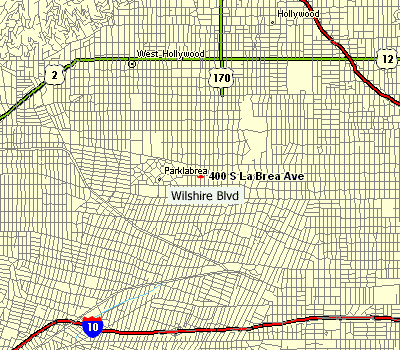 Hollywood
West Hollywood
12
2
170
Parklabrea
400 S La Brea Ave
Wilshire Blvd
10